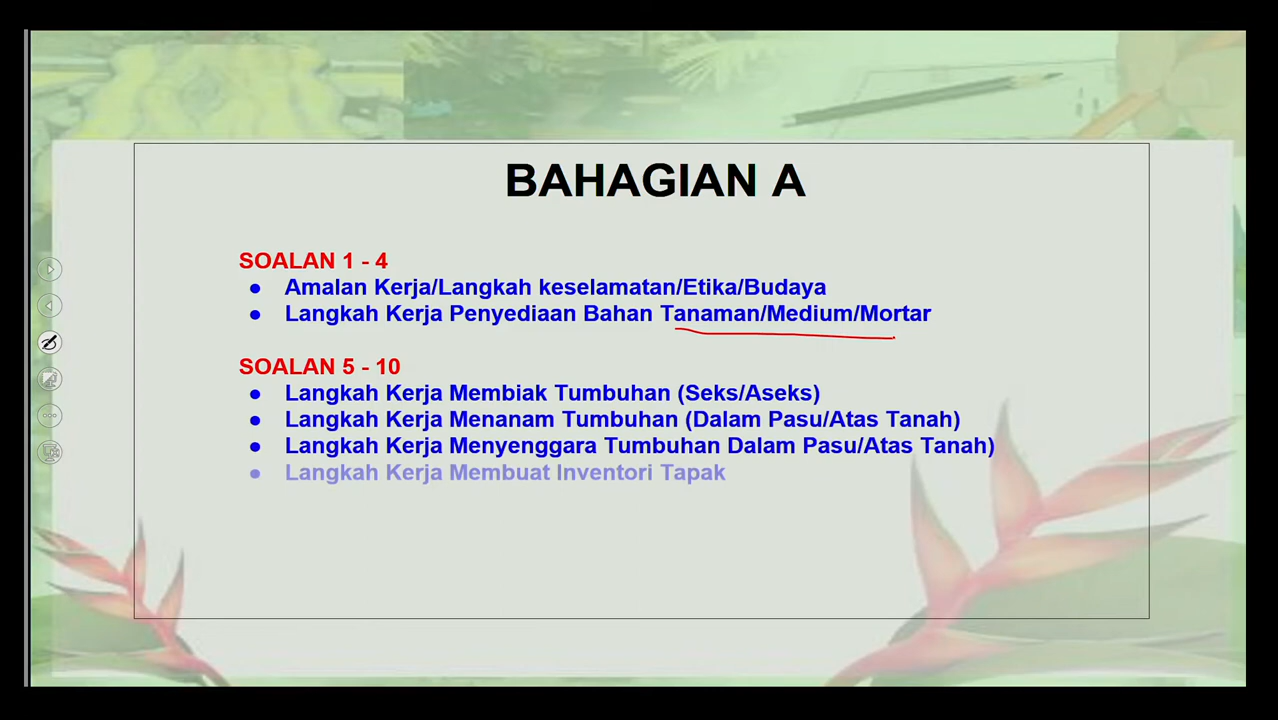 BAHAGIAN A
SOALAN 1 - 4
● Amalan Kerja/Langkah keselamatan/Etika/Budaya
● Langkah Kerja Penyediaan Bahan Tanaman/Medium/Mortar
SOALAN 5 - 10
● Langkah Kerja Membiak Tumbuhan (Seks/Aseks)
● Langkah Kerja Menanam Tumbuhan (Dalam Pasu/Atas Tanah)
● Langkah Kerja Menyenggara Tumbuhan Dalam Pasu/Atas Tanah)
● Langkah Kerja Membuat Inventori Tapak